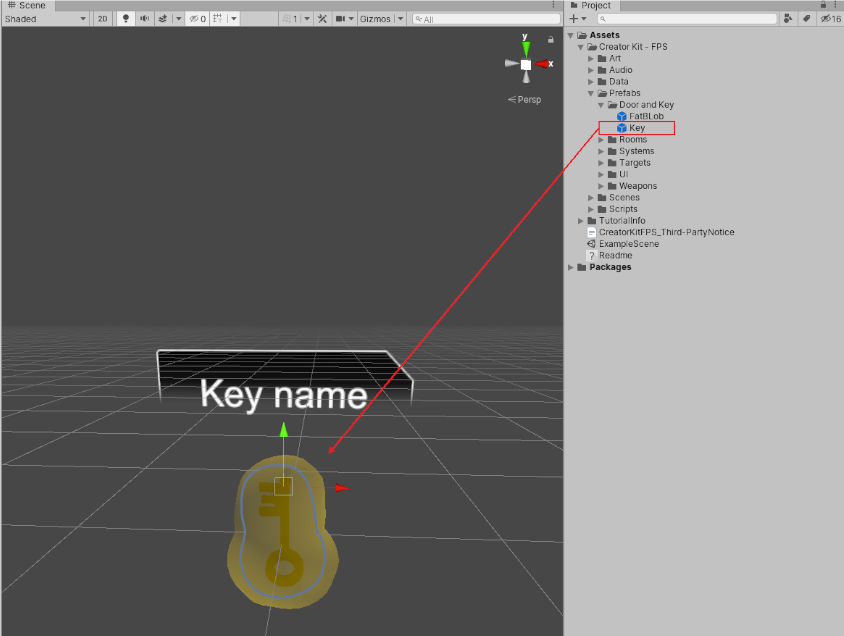 Scene
Shaded
2D
0
1
Gizmos
All
y
x
Persp
Key name
Project
16
Assets
Creator Kit - FPS
Art
Audio
Data
Prefabs
Door and Key
FatBLob
Key
Rooms
Systems
Targets
UI
Weapons
Scenes
Scripts
TutorialInfo
CreatorKitFPS_Third-PartyNotice
ExampleScene
Readme
Packages